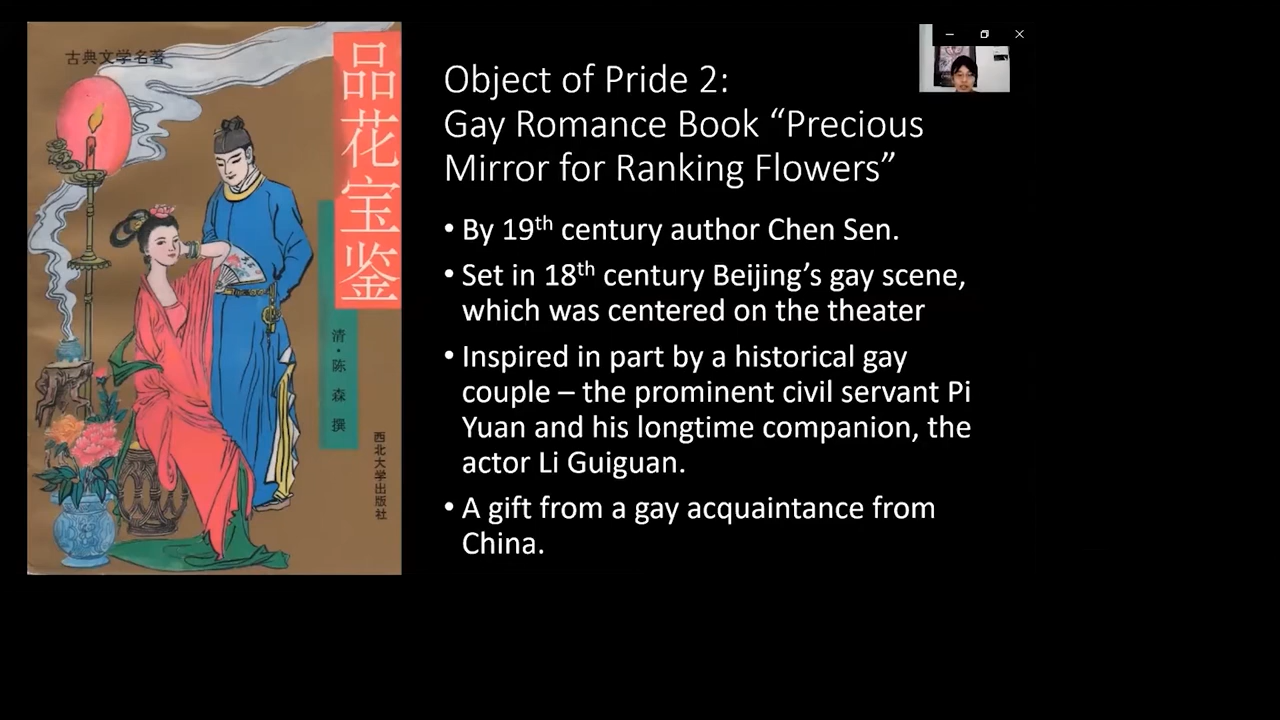 古典文学名著
品花宝鉴
清·陈森撰
西北大学出版社
Object of Pride 2:
Gay Romance Book “Precious
Mirror for Ranking Flowers”
• By 19th century author Chen Sen.
• Set in 18th century Beijing’s gay scene,
which was centered on the theater
• Inspired in part by a historical gay
couple – the prominent civil servant Pi
Yuan and his longtime companion, the
actor Li Guiguan.
• A gift from a gay acquaintance from
China.